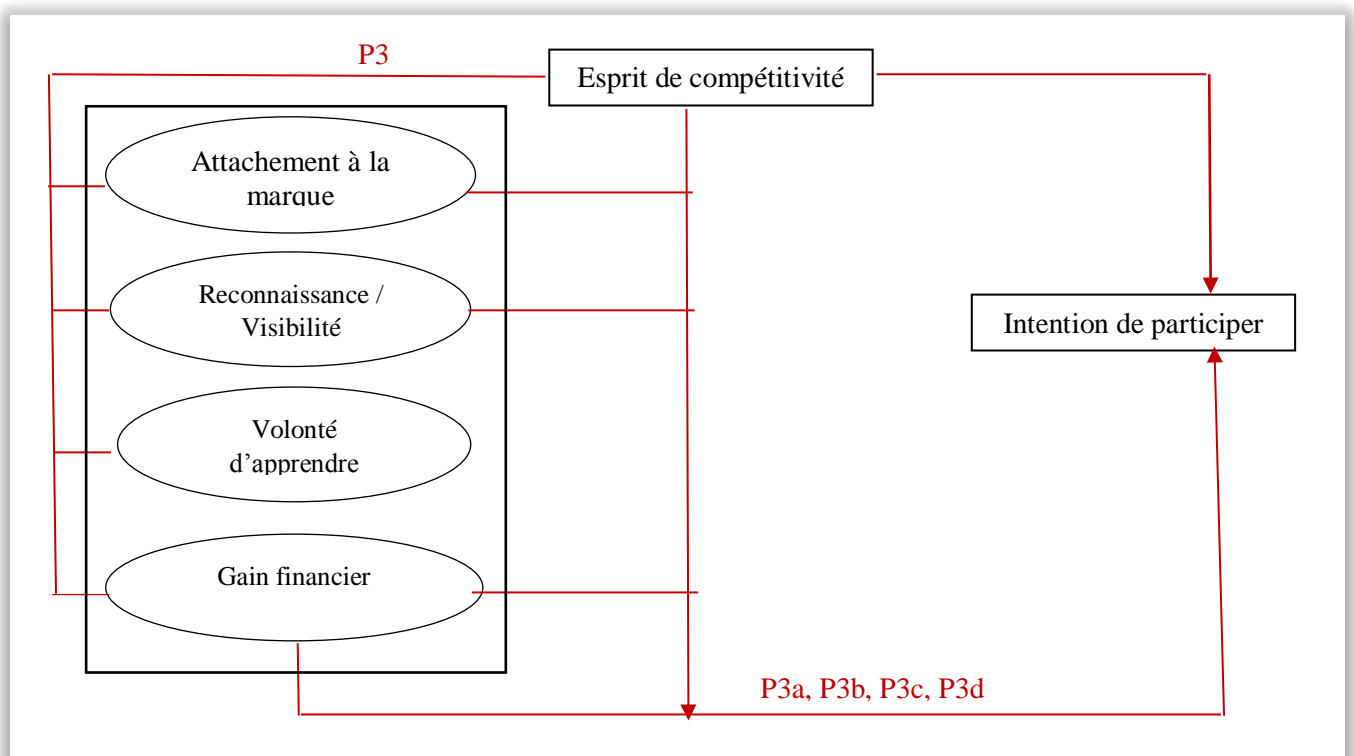 P3
Esprit de compétitivité
Attachement à la
marque
Reconnaissance /
Visibilité
Intention de participer
Volonté
d’apprendre
Gain financier
P3a, P3b, P3c, P3d